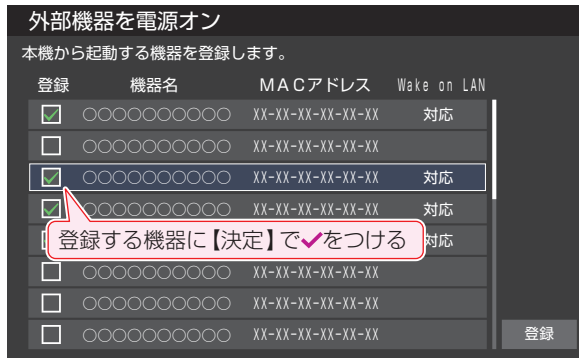 外部機器を電源オン
本機から起動する機器を登録します。
登録 機器名 MACアドレス Wake on LAN
○○○○○○○○○○ XX-XX-XX-XX-XX-XX 対応
○○○○○○○○○○ XX-XX-XX-XX-XX-XX
○○○○○○○○○○ XX-XX-XX-XX-XX-XX 対応
○○○○○○○○○○ XX-XX-XX-XX-XX-XX 対応
登録する機器に【決定】で✓をつける 対応
○○○○○○○○○○ XX-XX-XX-XX-XX-XX
○○○○○○○○○○ XX-XX-XX-XX-XX-XX
○○○○○○○○○○ XX-XX-XX-XX-XX-XX 登録